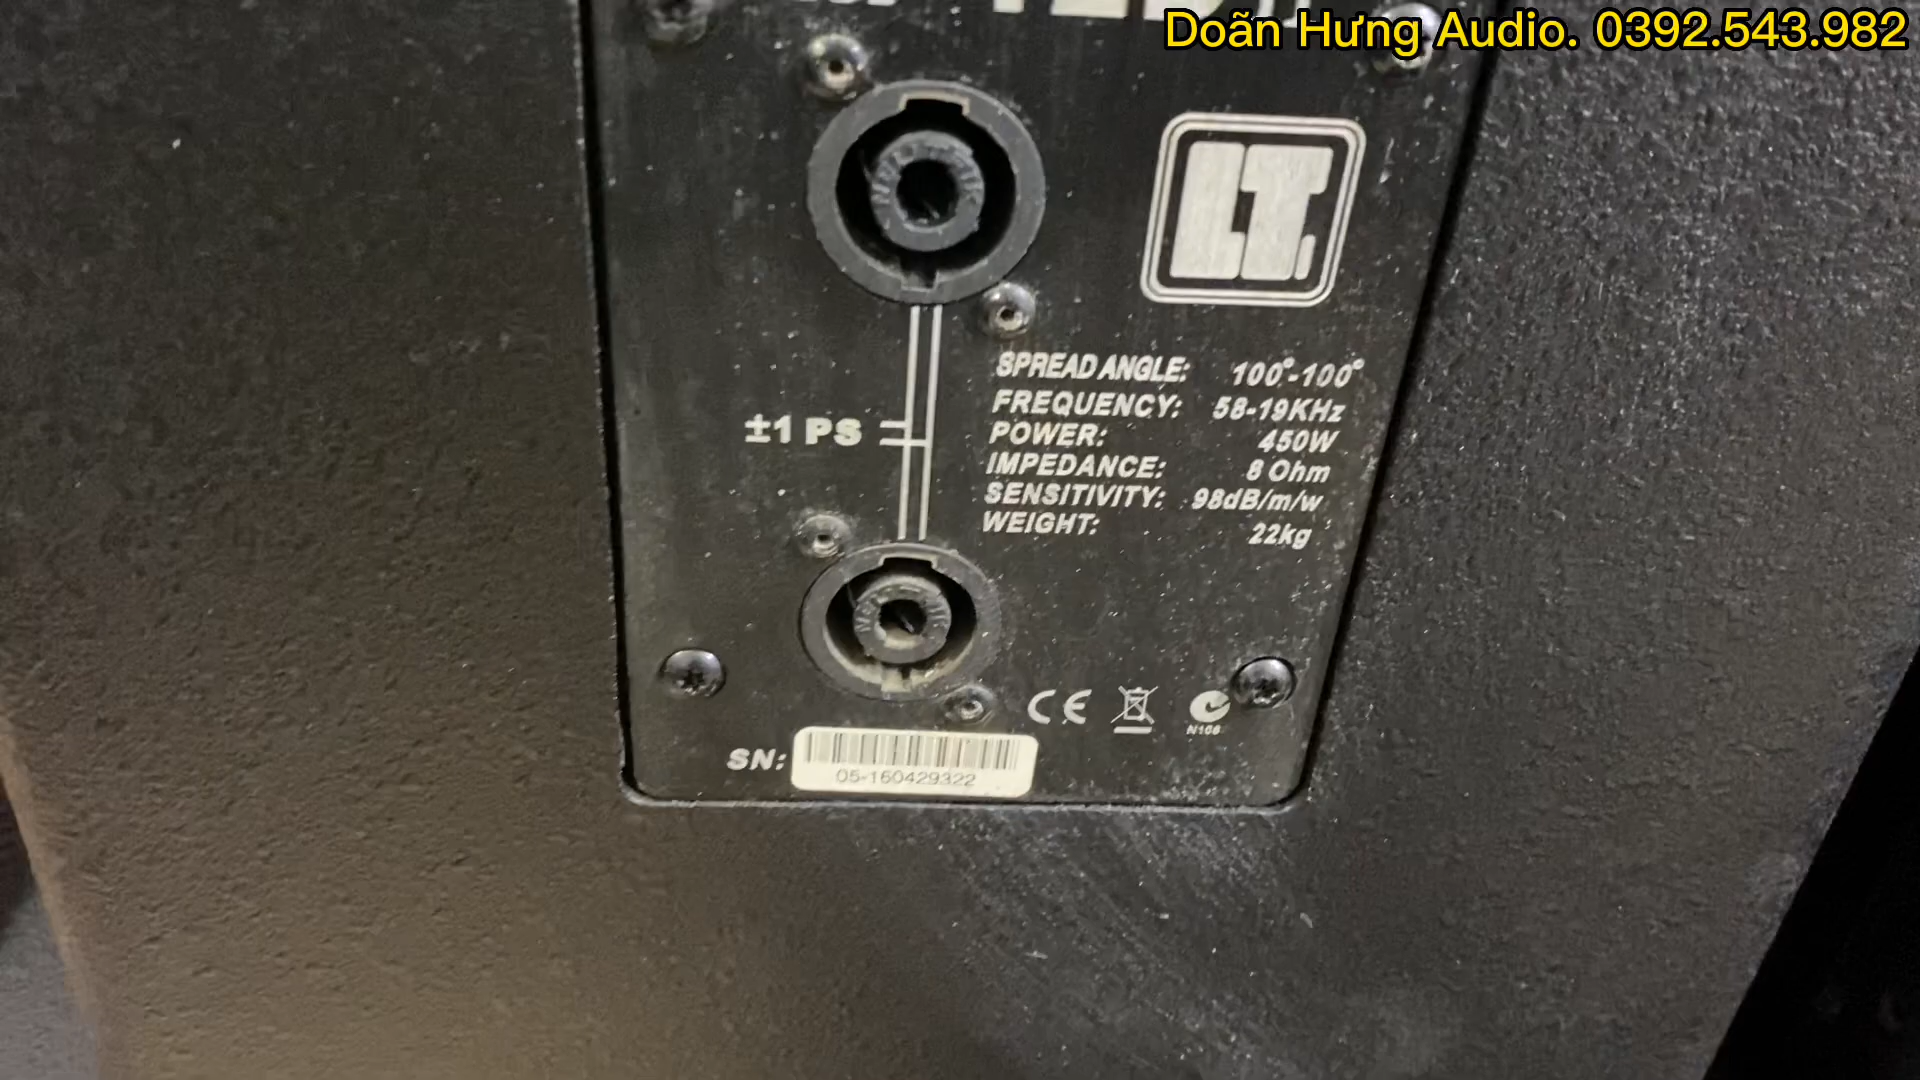 Doãn Hưng Audio. 0392.543.982
LT.
SPREAD ANGLE: 100°-100°
FREQUENCY: 58-19KHz
POWER: 450W
±1 PS
IMPEDANCE: 8 Ohm
SENSITIVITY: 98dB/m/w
WEIGHT: 22kg
CE
N108
SN: 05-160429322